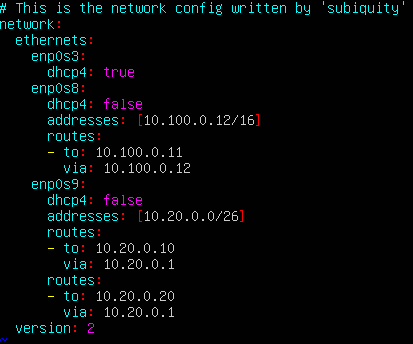 # This is the network config written by 'subiquity'
network:
  ethernets:
    enp0s3:
      dhcp4: true
    enp0s8:
      dhcp4: false
      addresses: [10.100.0.12/16]
      routes:
      - to: 10.100.0.11
        via: 10.100.0.12
    enp0s9:
      dhcp4: false
      addresses: [10.20.0.0/26]
      routes:
      - to: 10.20.0.10
        via: 10.20.0.1
      routes:
      - to: 10.20.0.20
        via: 10.20.0.1
  version: 2
~